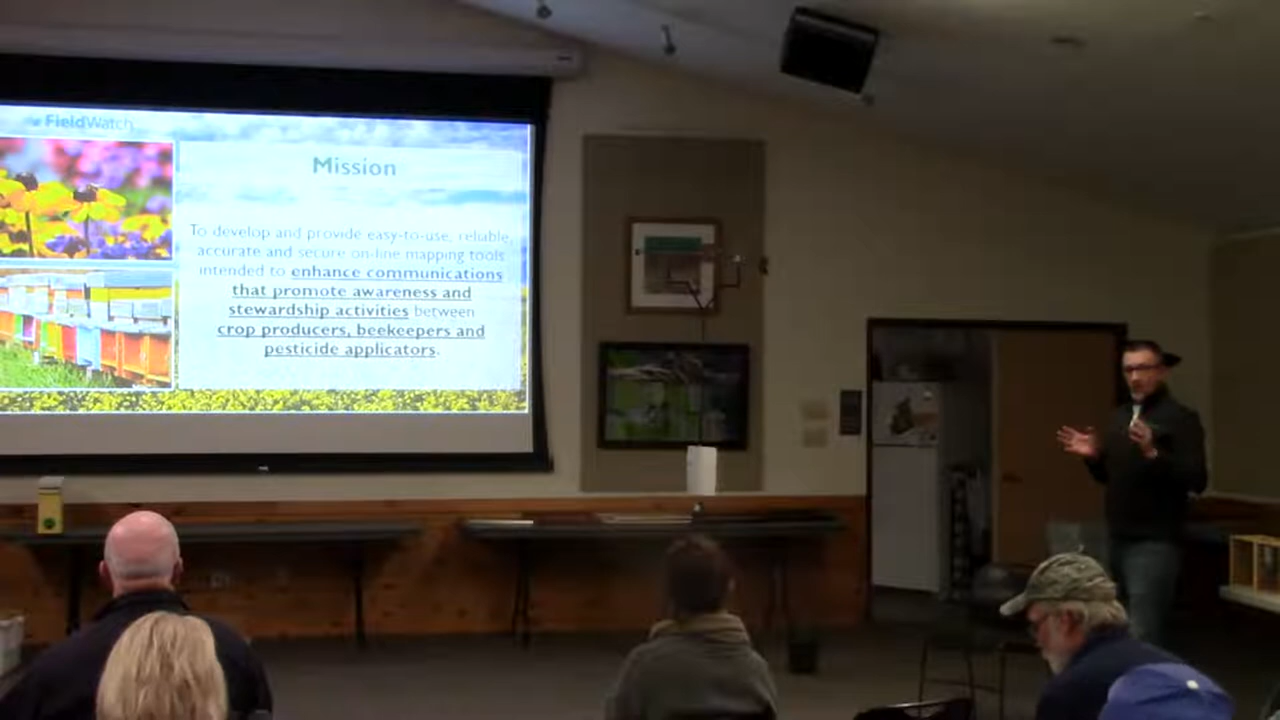 FieldWatch
Mission
To develop and provide easy-to-use, reliable,
accurate and secure on-line mapping tools
intended to enhance communications
that promote awareness and
stewardship activities between
crop producers, beekeepers and
pesticide applicators.